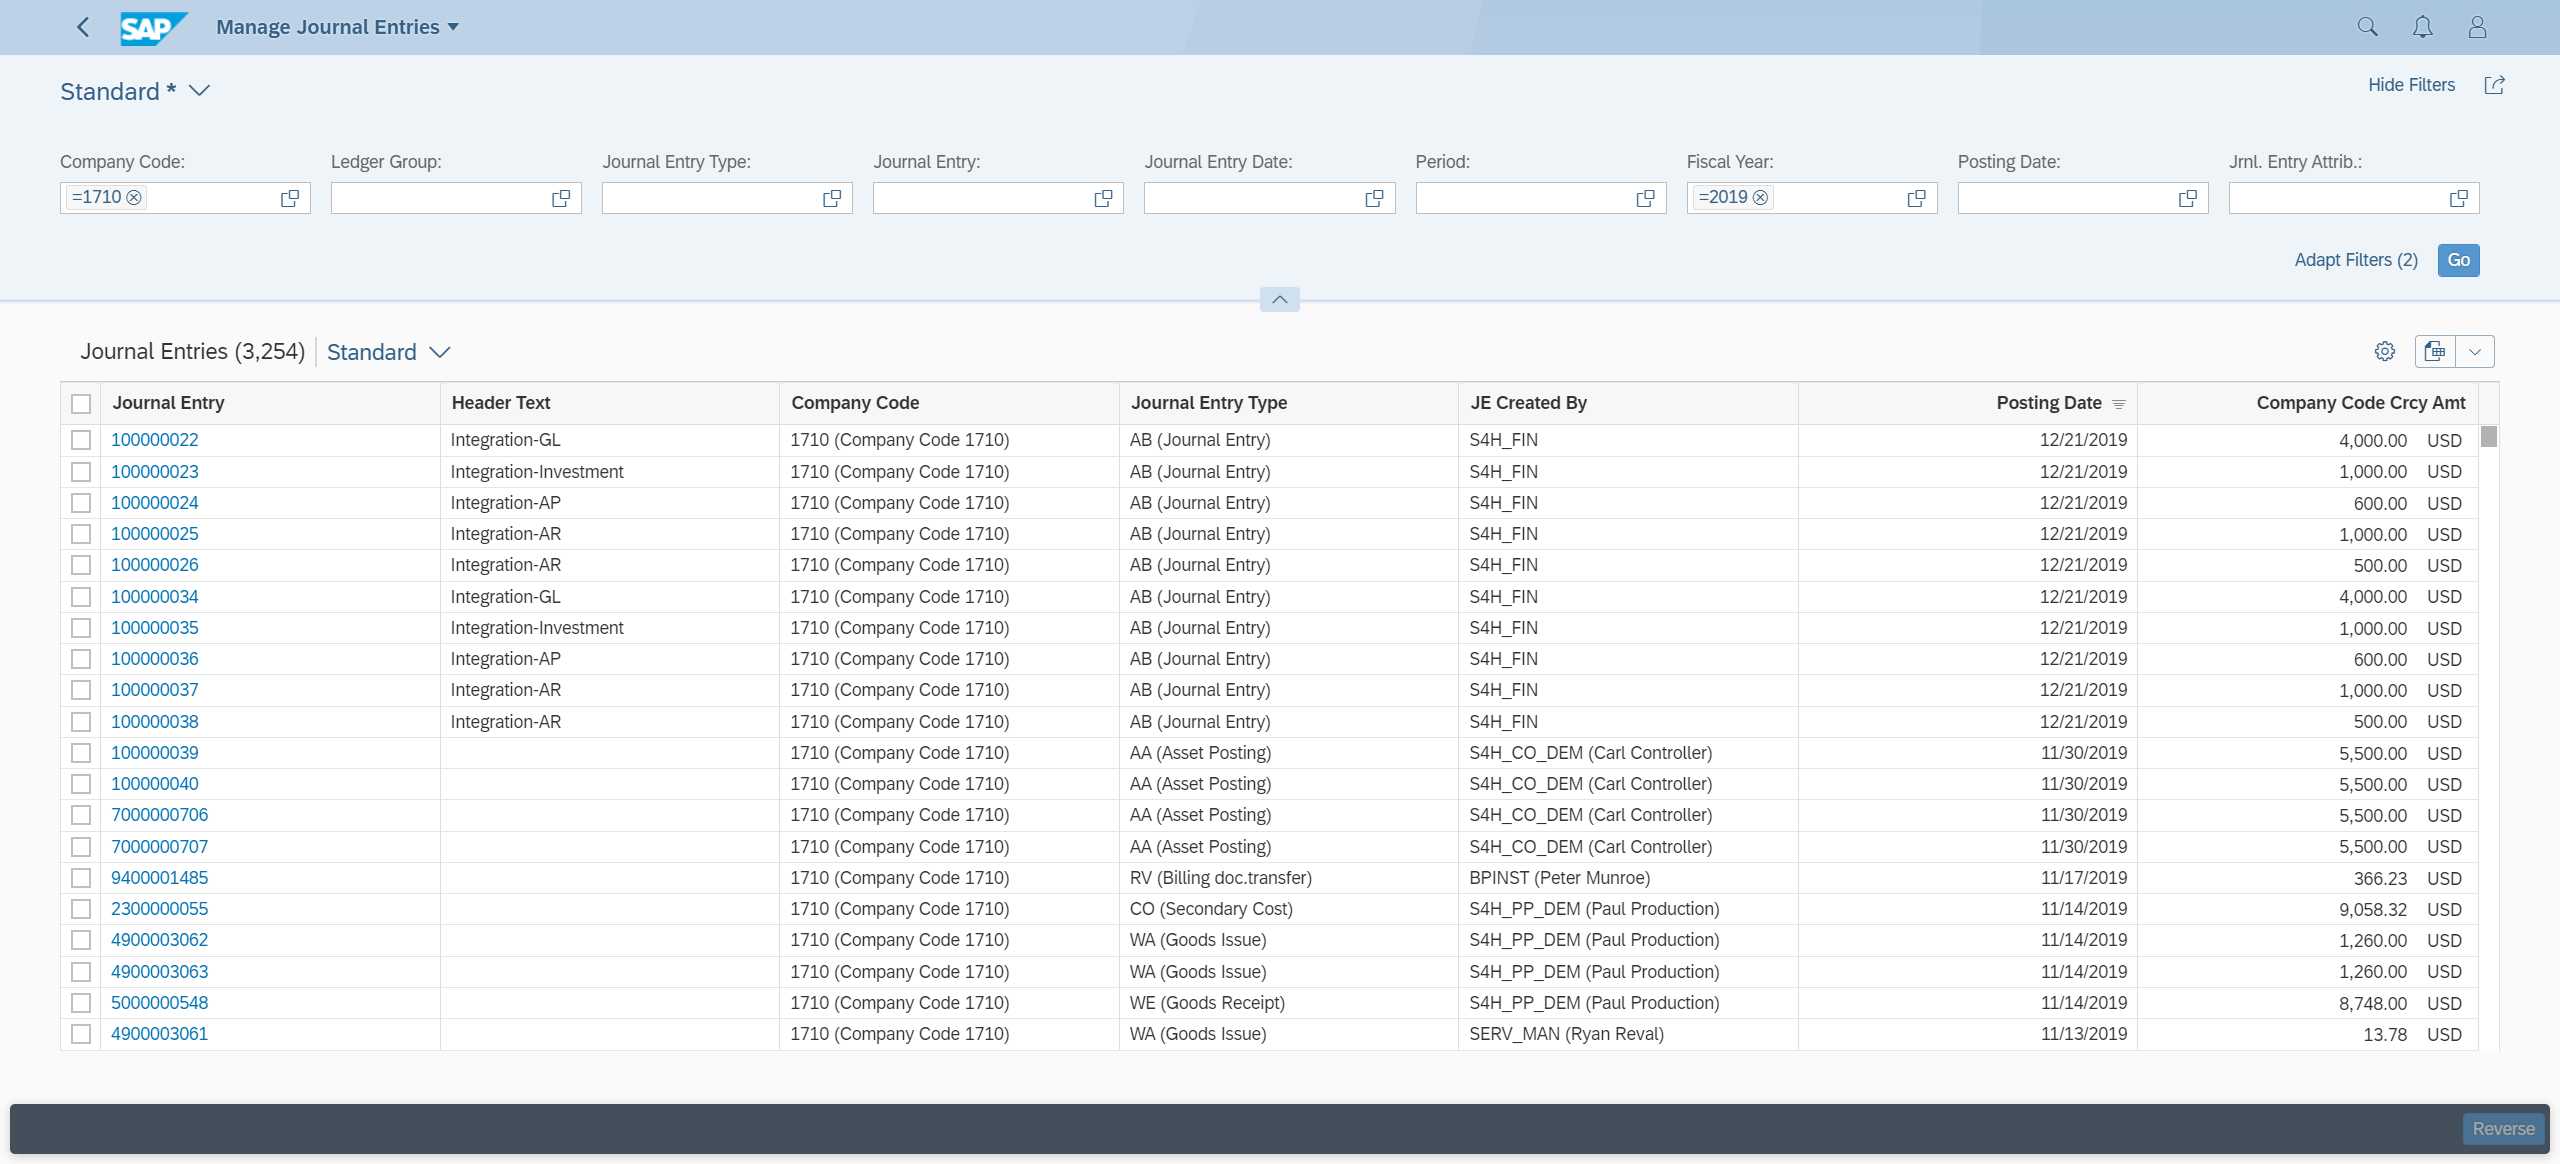 SAP Manage Journal Entries
Standard *
Hide Filters
Company Code: Ledger Group: Journal Entry Type: Journal Entry: Journal Entry Date: Period: Fiscal Year: Posting Date: Jrnl. Entry Attrib.:
=1710 =2019
Adapt Filters (2) Go
Journal Entries (3,254) Standard
Journal Entry Header Text Company Code Journal Entry Type JE Created By Posting Date Company Code Crcy Amt
100000022 Integration-GL 1710 (Company Code 1710) AB (Journal Entry) S4H_FIN 12/21/2019 4,000.00 USD
100000023 Integration-Investment 1710 (Company Code 1710) AB (Journal Entry) S4H_FIN 12/21/2019 1,000.00 USD
100000024 Integration-AP 1710 (Company Code 1710) AB (Journal Entry) S4H_FIN 12/21/2019 600.00 USD
100000025 Integration-AR 1710 (Company Code 1710) AB (Journal Entry) S4H_FIN 12/21/2019 1,000.00 USD
100000026 Integration-AR 1710 (Company Code 1710) AB (Journal Entry) S4H_FIN 12/21/2019 500.00 USD
100000034 Integration-GL 1710 (Company Code 1710) AB (Journal Entry) S4H_FIN 12/21/2019 4,000.00 USD
100000035 Integration-Investment 1710 (Company Code 1710) AB (Journal Entry) S4H_FIN 12/21/2019 1,000.00 USD
100000036 Integration-AP 1710 (Company Code 1710) AB (Journal Entry) S4H_FIN 12/21/2019 600.00 USD
100000037 Integration-AR 1710 (Company Code 1710) AB (Journal Entry) S4H_FIN 12/21/2019 1,000.00 USD
100000038 Integration-AR 1710 (Company Code 1710) AB (Journal Entry) S4H_FIN 12/21/2019 500.00 USD
100000039 1710 (Company Code 1710) AA (Asset Posting) S4H_CO_DEM (Carl Controller) 11/30/2019 5,500.00 USD
100000040 1710 (Company Code 1710) AA (Asset Posting) S4H_CO_DEM (Carl Controller) 11/30/2019 5,500.00 USD
7000000706 1710 (Company Code 1710) AA (Asset Posting) S4H_CO_DEM (Carl Controller) 11/30/2019 5,500.00 USD
7000000707 1710 (Company Code 1710) AA (Asset Posting) S4H_CO_DEM (Carl Controller) 11/30/2019 5,500.00 USD
9400001485 1710 (Company Code 1710) RV (Billing doc.transfer) BPINST (Peter Munroe) 11/17/2019 366.23 USD
2300000055 1710 (Company Code 1710) CO (Secondary Cost) S4H_PP_DEM (Paul Production) 11/14/2019 9,058.32 USD
4900003062 1710 (Company Code 1710) WA (Goods Issue) S4H_PP_DEM (Paul Production) 11/14/2019 1,260.00 USD
4900003063 1710 (Company Code 1710) WA (Goods Issue) S4H_PP_DEM (Paul Production) 11/14/2019 1,260.00 USD
5000000548 1710 (Company Code 1710) WE (Goods Receipt) S4H_PP_DEM (Paul Production) 11/14/2019 8,748.00 USD
4900003061 1710 (Company Code 1710) WA (Goods Issue) SERV_MAN (Ryan Reval) 11/13/2019 13.78 USD
Reverse